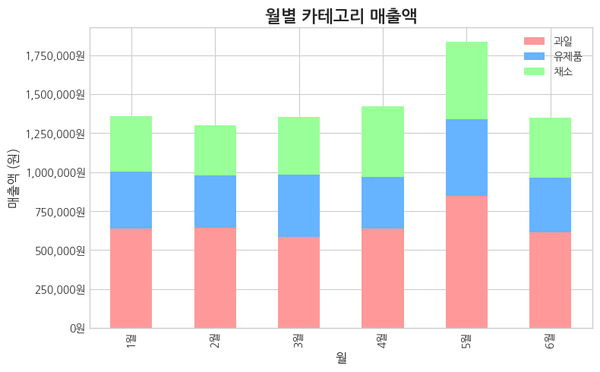 월별 카테고리 매출액
과일
유제품
채소
매출액 (원)
1,750,000원
1,500,000원
1,250,000원
1,000,000원
750,000원
500,000원
250,000원
0원
1월
2월
3월
4월
5월
6월
월